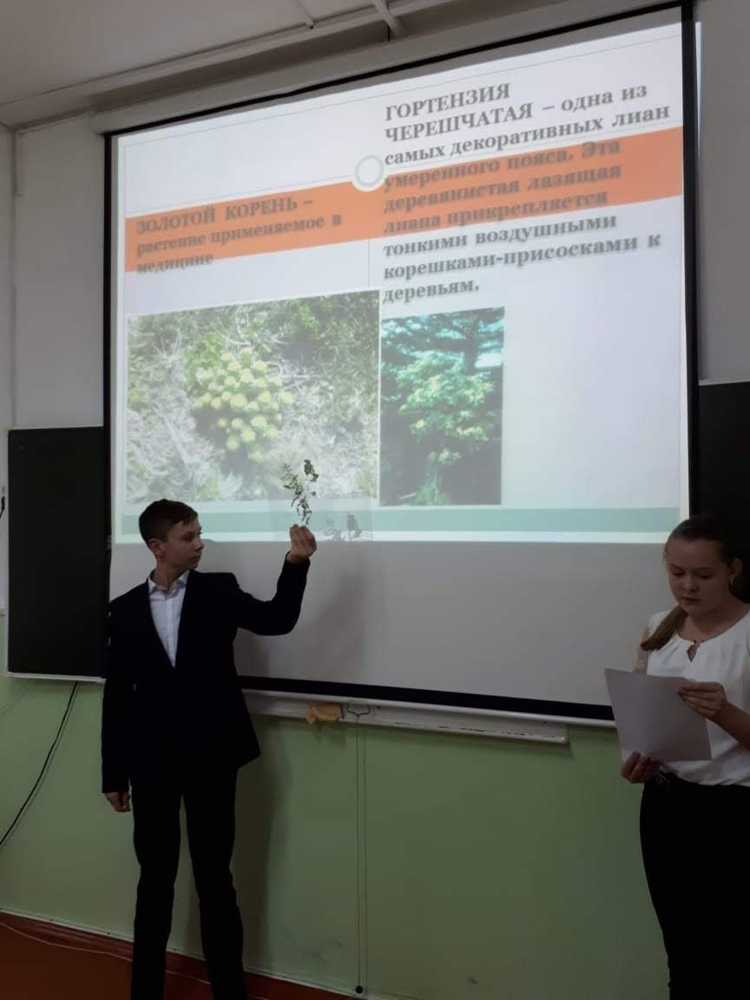 ЗОЛОТОЙ КОРЕНЬ –
растение применяемое в
медицине
ГОРТЕНЗИЯ
ЧЕРЕШЧАТАЯ – одна из
самых декоративных лиан
умеренного пояса. Эта
деревянистая лазящая
лиана прикрепляется
тонкими воздушными
корешками-присосками к
деревьям.